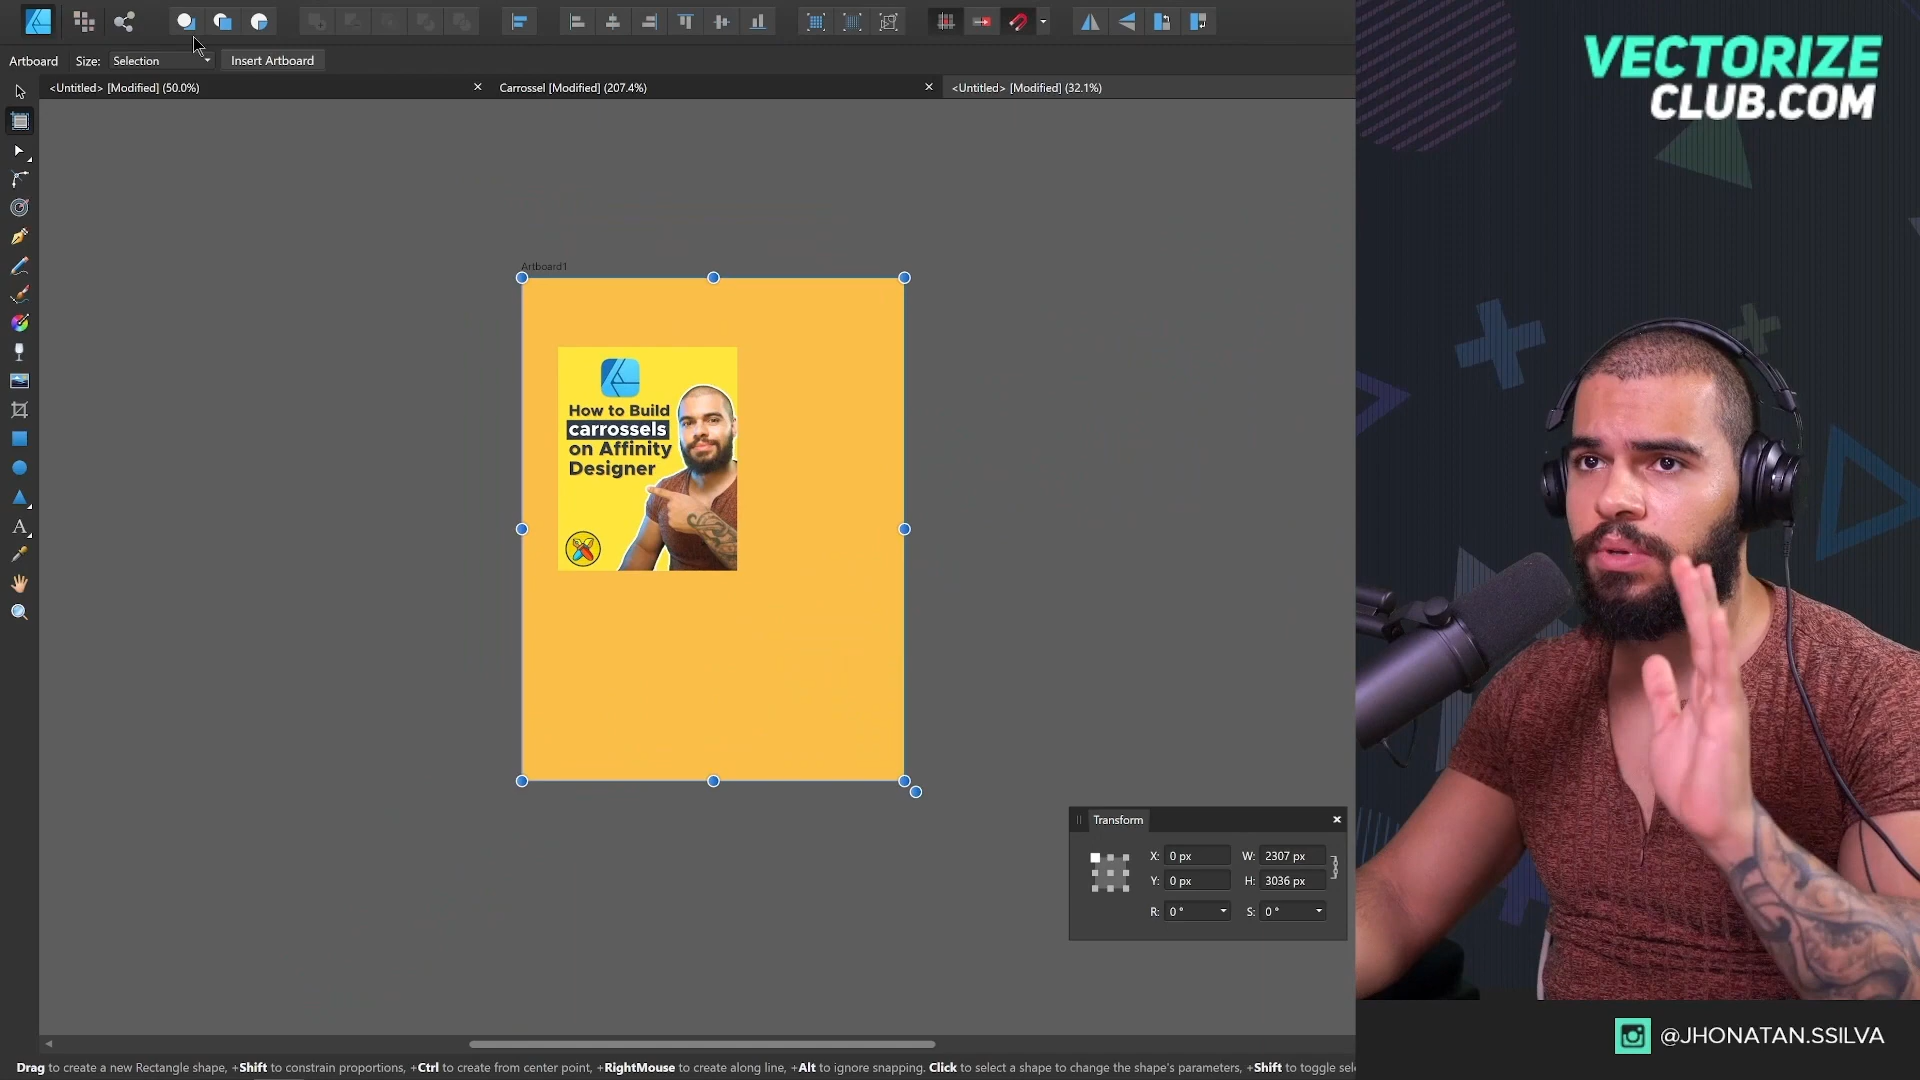 VECTORIZE
CLUB.COM
Artboard Size: Selection Insert Artboard
<Untitled> [Modified] (50.0%) Carrossel [Modified] (207.4%) <Untitled> [Modified] (32.1%)
Artboard1
How to Build
carrossels
on Affinity
Designer
A
Transform
X: 0 px W: 2307 px
Y: 0 px H: 3036 px
R: 0 ° S: 0 °
@JHONATAN.SSILVA
Drag to create a new Rectangle shape, +Shift to constrain proportions, +Ctrl to create from center point, +RightMouse to create along line, +Alt to ignore snapping. Click to select a shape to change the shape's parameters, +Shift to toggle sel